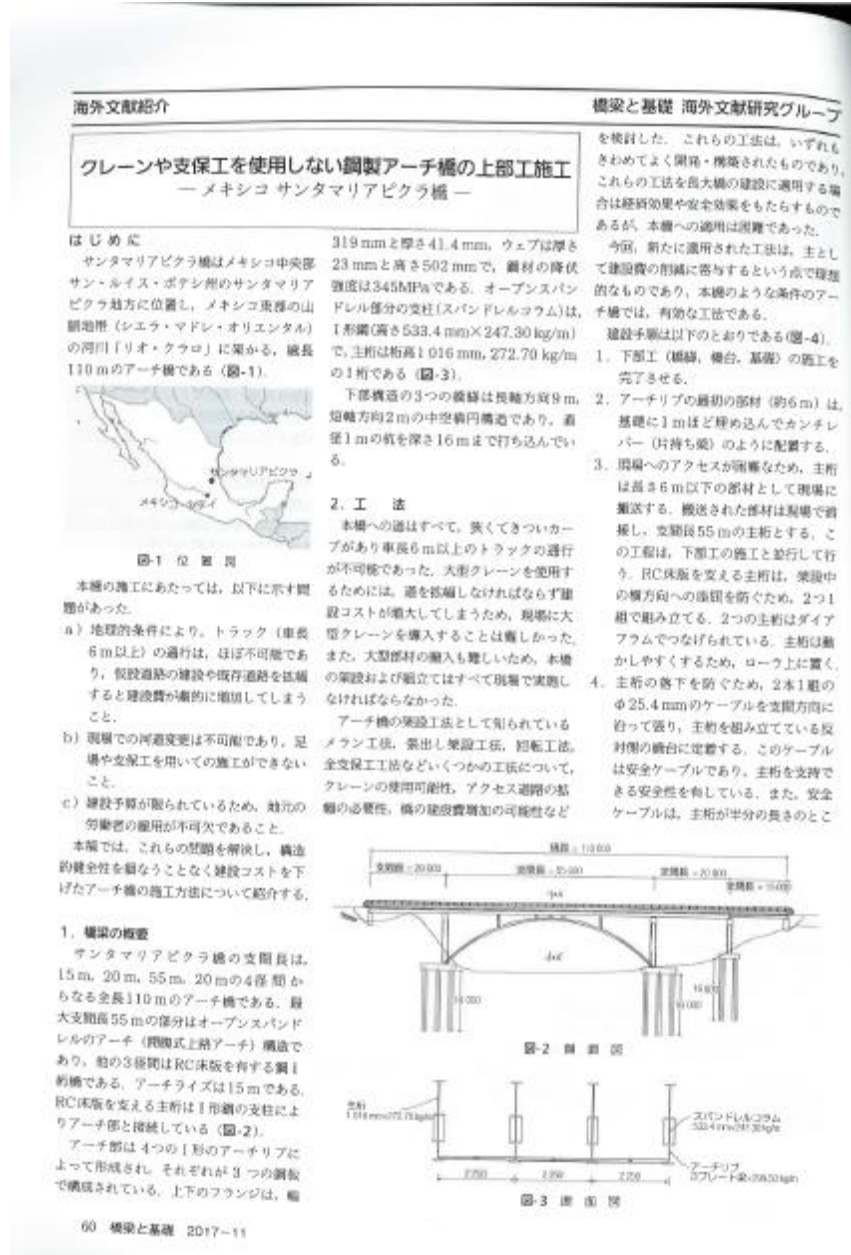 海外文献紹介
橋梁と基礎 海外文献研究グループ
クレーンや支保工を使用しない鋼製アーチ橋の上部工施工
― メキシコ サンタマリアピクラ橋 ―
はじめに
サンタマリアピクラ橋はメキシコ中央部
サン・ルイス・ポテシ州のサンタマリア
ピクラ地方に位置し,メキシコ東部の山
脈地帯(シエラ・マドレ・オリエンタル)
の河川「リオ・クラロ」に架かる,橋長
110mのアーチ橋である(図-1).
サンタマリアピクラ
メキシコシティ
図-1 位置図
本橋の施工にあたっては,以下に示す問
題があった.
a)地理的条件により,トラック(車長
6m以上)の通行は,ほぼ不可能であ
り,仮設道路の建設や既存道路を拡幅
すると建設費が劇的に増加してしまう
こと.
b)現場での河道変更は不可能であり,足
場や支保工を用いての施工ができない
こと.
c)建設予算が限られているため,地元の
労働者の雇用が不可欠であること.
本稿では,これらの問題を解決し,構造
的健全性を損なうことなく建設コストを下
げたアーチ橋の施工方法について紹介する.
1.橋梁の概要
サンタマリアピクラ橋の支間長は,
15m,20m,55m,20mの4径間か
らなる全長110mのアーチ橋である.最
大支間長55mの部分はオープンスパンド
レルのアーチ(開腹式上路アーチ)構造で
あり,他の3径間はRC床版を有する鋼I
桁橋である.アーチライズは15mである.
RC床版を支える主桁はI形鋼の支柱によ
りアーチ部と接続している(図-2).
アーチ部は4つのI形のアーチリブに
よって形成され,それぞれが3つの鋼板
で構成されている.上下のフランジは,幅
319mmと厚さ41.4mm,ウェブは厚さ
23mmと高さ502mmで,鋼材の降伏
強度は345MPaである.オープンスパン
ドレル部分の支柱(スパンドレルコラム)は,
I形鋼(高さ533.4mm×247.30kg/m)
で,主桁は桁高1016mm,272.70kg/m
のI桁である(図-3).
下部構造の3つの橋脚は長軸方向9m,
短軸方向2mの中空楕円構造であり,直
径1mの杭を深さ16mまで打ち込んでい
る.
2.工法
本橋への道はすべて,狭くてきついカー
ブがあり車長6m以上のトラックの通行
が不可能であった.大型クレーンを使用す
るためには,道を拡幅しなければならず建
設コストが増大してしまうため,現場に大
型クレーンを導入することは難しかった.
また,大型部材の搬入も難しいため,本橋
の架設および組立てはすべて現場で実施し
なければならなかった.
アーチ橋の架設工法として知られている
メラン工法,張出し架設工法,回転工法,
全支保工工法などいくつかの工法について,
クレーンの使用可能性,アクセス道路の拡
幅の必要性,橋の建設費増加の可能性など
を検討した.これらの工法は,いずれも
きわめてよく開発・構築されたものであり,
これらの工法を長大橋の建設に適用する場
合は経済効果や安全効果をもたらすもので
あるが,本橋への適用は困難であった.
今回,新たに適用された工法は,主とし
て建設費の削減に寄与するという点で理想
的なものであり,本橋のような条件のアー
チ橋では,有効な工法である.
建設手順は以下のとおりである(図-4).
1.下部工(橋脚,橋台,基礎)の施工を
完了させる.
2.アーチリブの最初の部材(約6m)は,
基礎に1mほど埋め込んでカンチレ
バー(片持ち梁)のように配置する.
3.現場へのアクセスが困難なため,主桁
は長さ6m以下の部材として現場に
搬送する.搬送された部材は現場で溶
接し,支間長55mの主桁とする.こ
の工程は,下部工の施工と並行して行
う.RC床版を支える主桁は,架設中
の横方向への座屈を防ぐため,2つ1
組で組み立てる.2つの主桁はダイア
フラムでつなげられている.主桁は動
かしやすくするため,ローラ上に置く.
4.主桁の落下を防ぐため,2本1組の
φ25.4mmのケーブルを支間方向に
沿って張り,主桁を組み立てている反
対側の橋台に定着する.このケーブル
は安全ケーブルであり,主桁を支持で
きる安全性を有している.また,安全
ケーブルは,主桁が半分の長さのとこ
橋長=110 000
支間長=20 000
支間長=55 000
支間長=20 000
支間長=15 000
16 000
16 000
図-2 側面図
主桁
1 016 mm×272.70 kg/m
スパンドレルコラム
アーチリブ
2 250
2 250
2 250
図-3 断面図
60 橋梁と基礎 2017−11